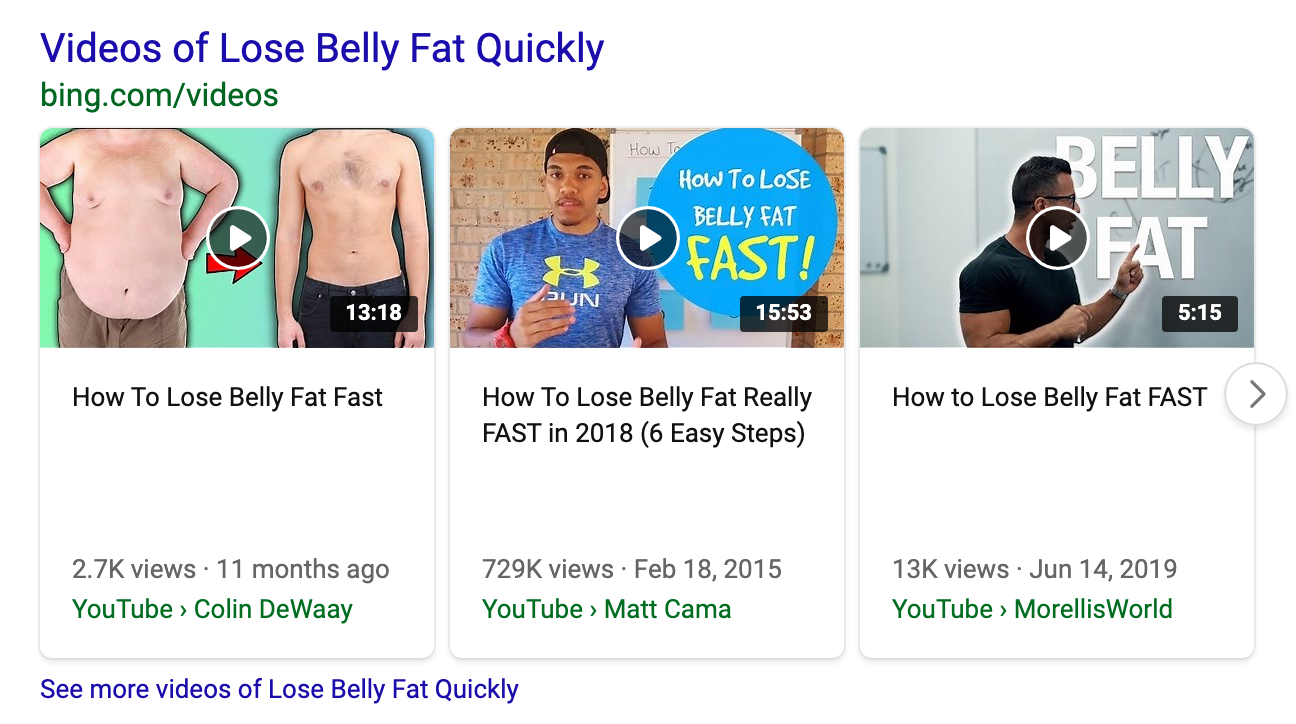 Videos of Lose Belly Fat Quickly
bing.com/videos
13:18
How To
HOW TO LOSE
BELLY FAT
FAST!
RUN
15:53
BELLY
FAT
5:15
How To Lose Belly Fat Fast
How To Lose Belly Fat Really
FAST in 2018 (6 Easy Steps)
How to Lose Belly Fat FAST
2.7K views · 11 months ago
YouTube › Colin DeWaay
729K views · Feb 18, 2015
YouTube › Matt Cama
13K views · Jun 14, 2019
YouTube › MorellisWorld
See more videos of Lose Belly Fat Quickly